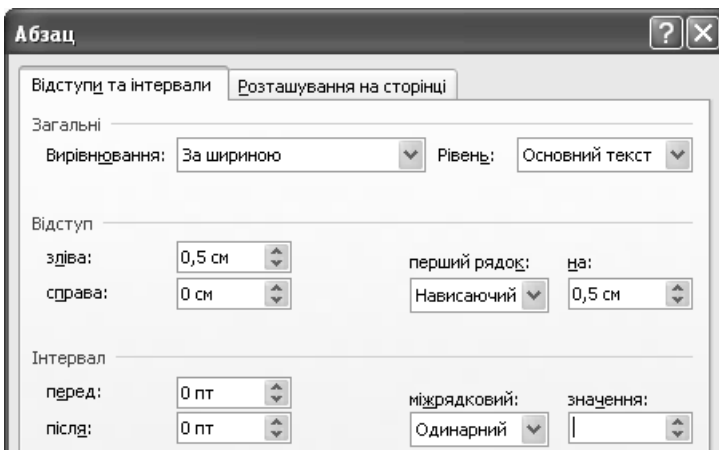 Абзац
Відступи та інтервали Розташування на сторінці
Загальні
Вирівнювання: За шириною Рівень: Основний текст
Відступ
зліва: 0,5 см перший рядок: на:
справа: 0 см Нависаючий 0,5 см
Інтервал
перед: 0 пт міжрядковий: значення:
після: 0 пт Одинарний